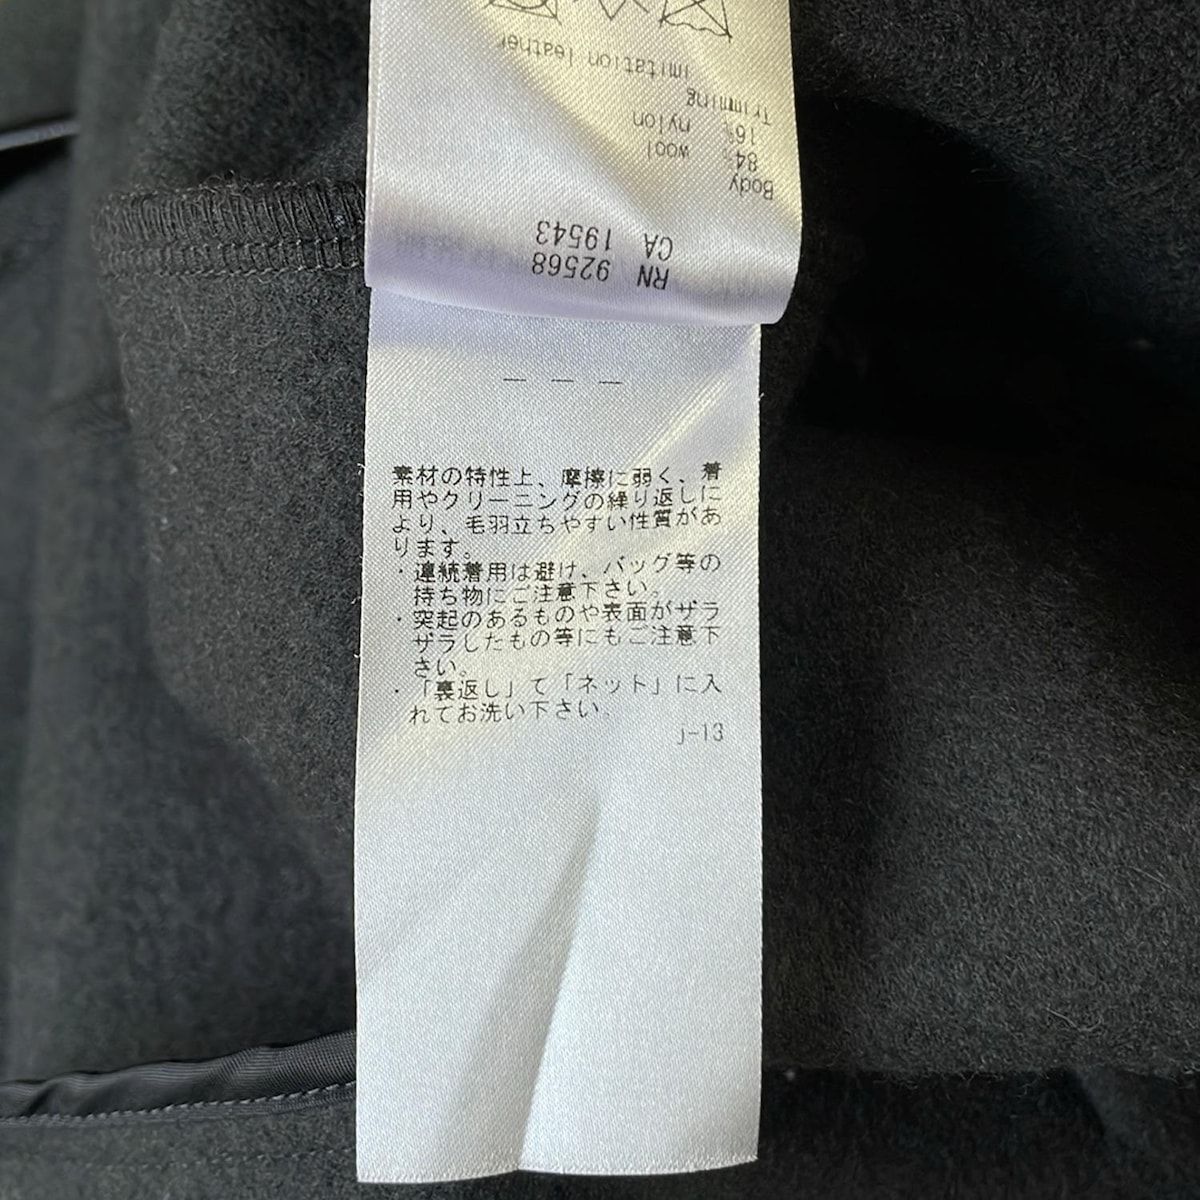 RN 92568
CA 19543
Body
84% wool
16% nylon
Trimming
imitation leather
— — —
素材の特性上、摩擦に弱く、着
用やクリーニングの繰り返しに
より、毛羽立ちやすい性質があ
ります。
・連続着用は避け、バッグ等の
持ち物にご注意下さい。
・突起のあるものや表面がザラ
ザラしたもの等にもご注意下
さい。
・「裏返し」て「ネット」に入
れてお洗い下さい。
j-13